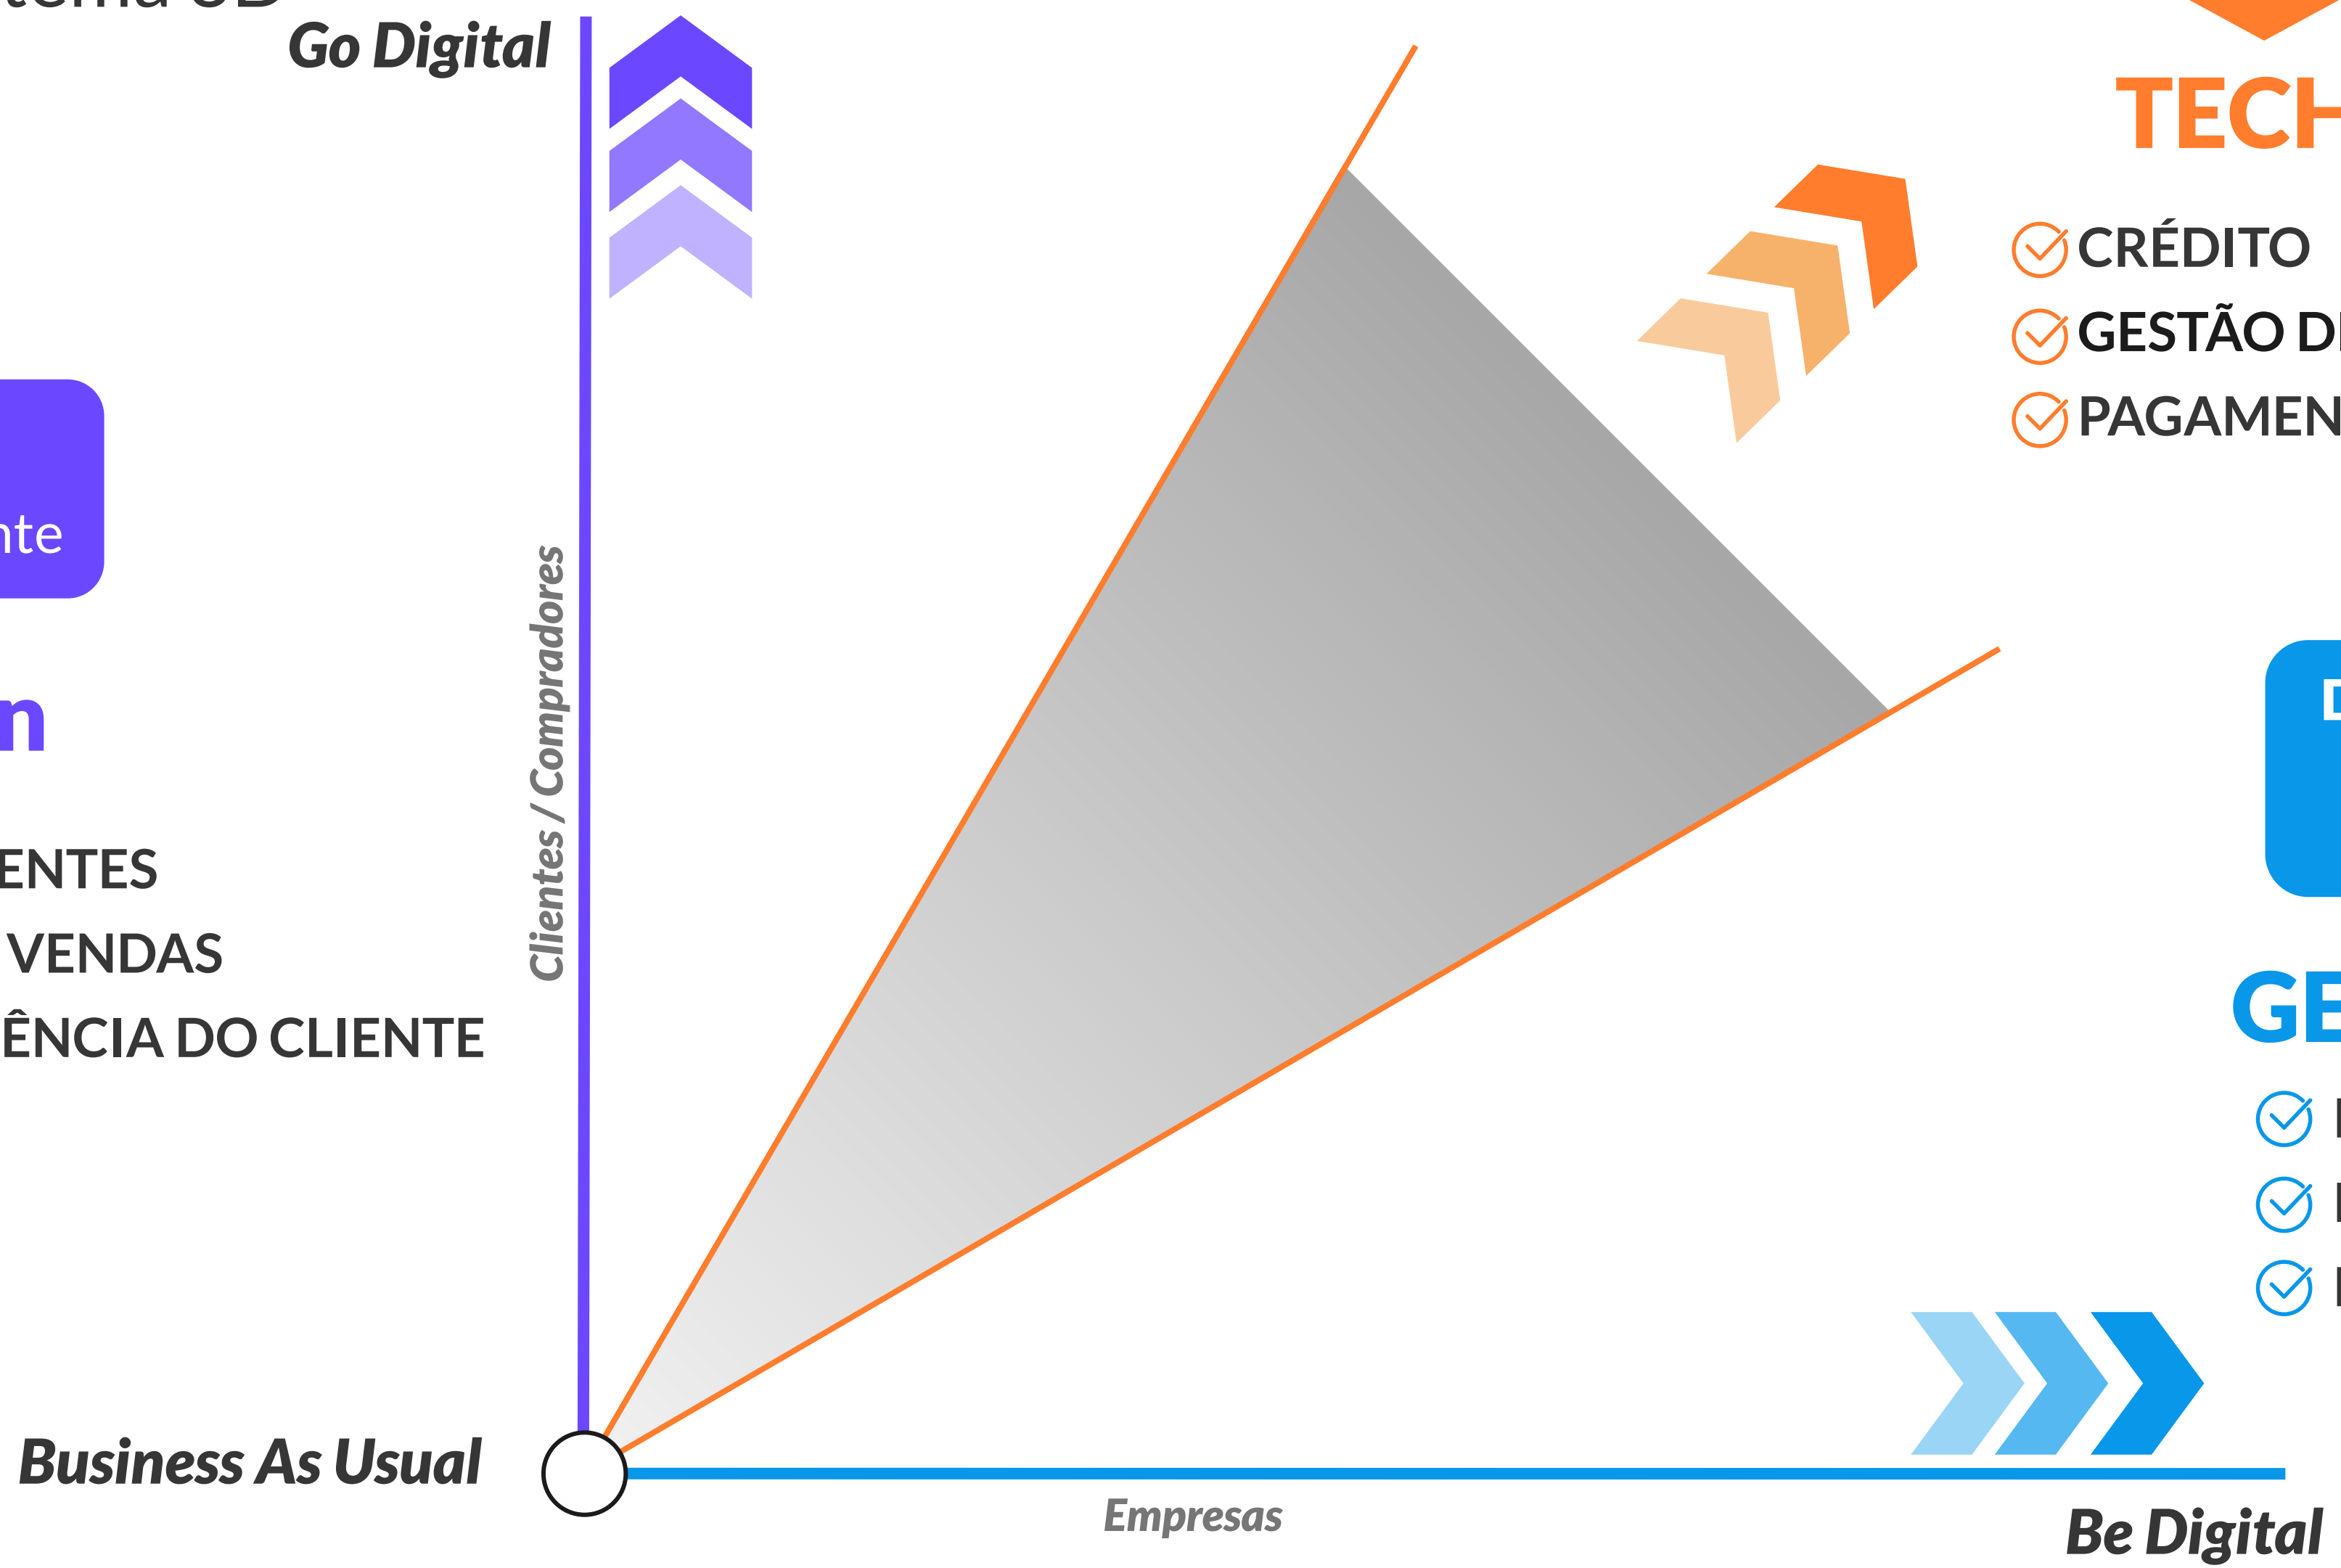 Go Digital
TECH
CRÉDITO
GESTÃO
nte
Clientes / Compradores
ENTES
VENDAS
ÊNCIA DO CLIENTE
GE
Business As Usual
Empresas
Be Digital